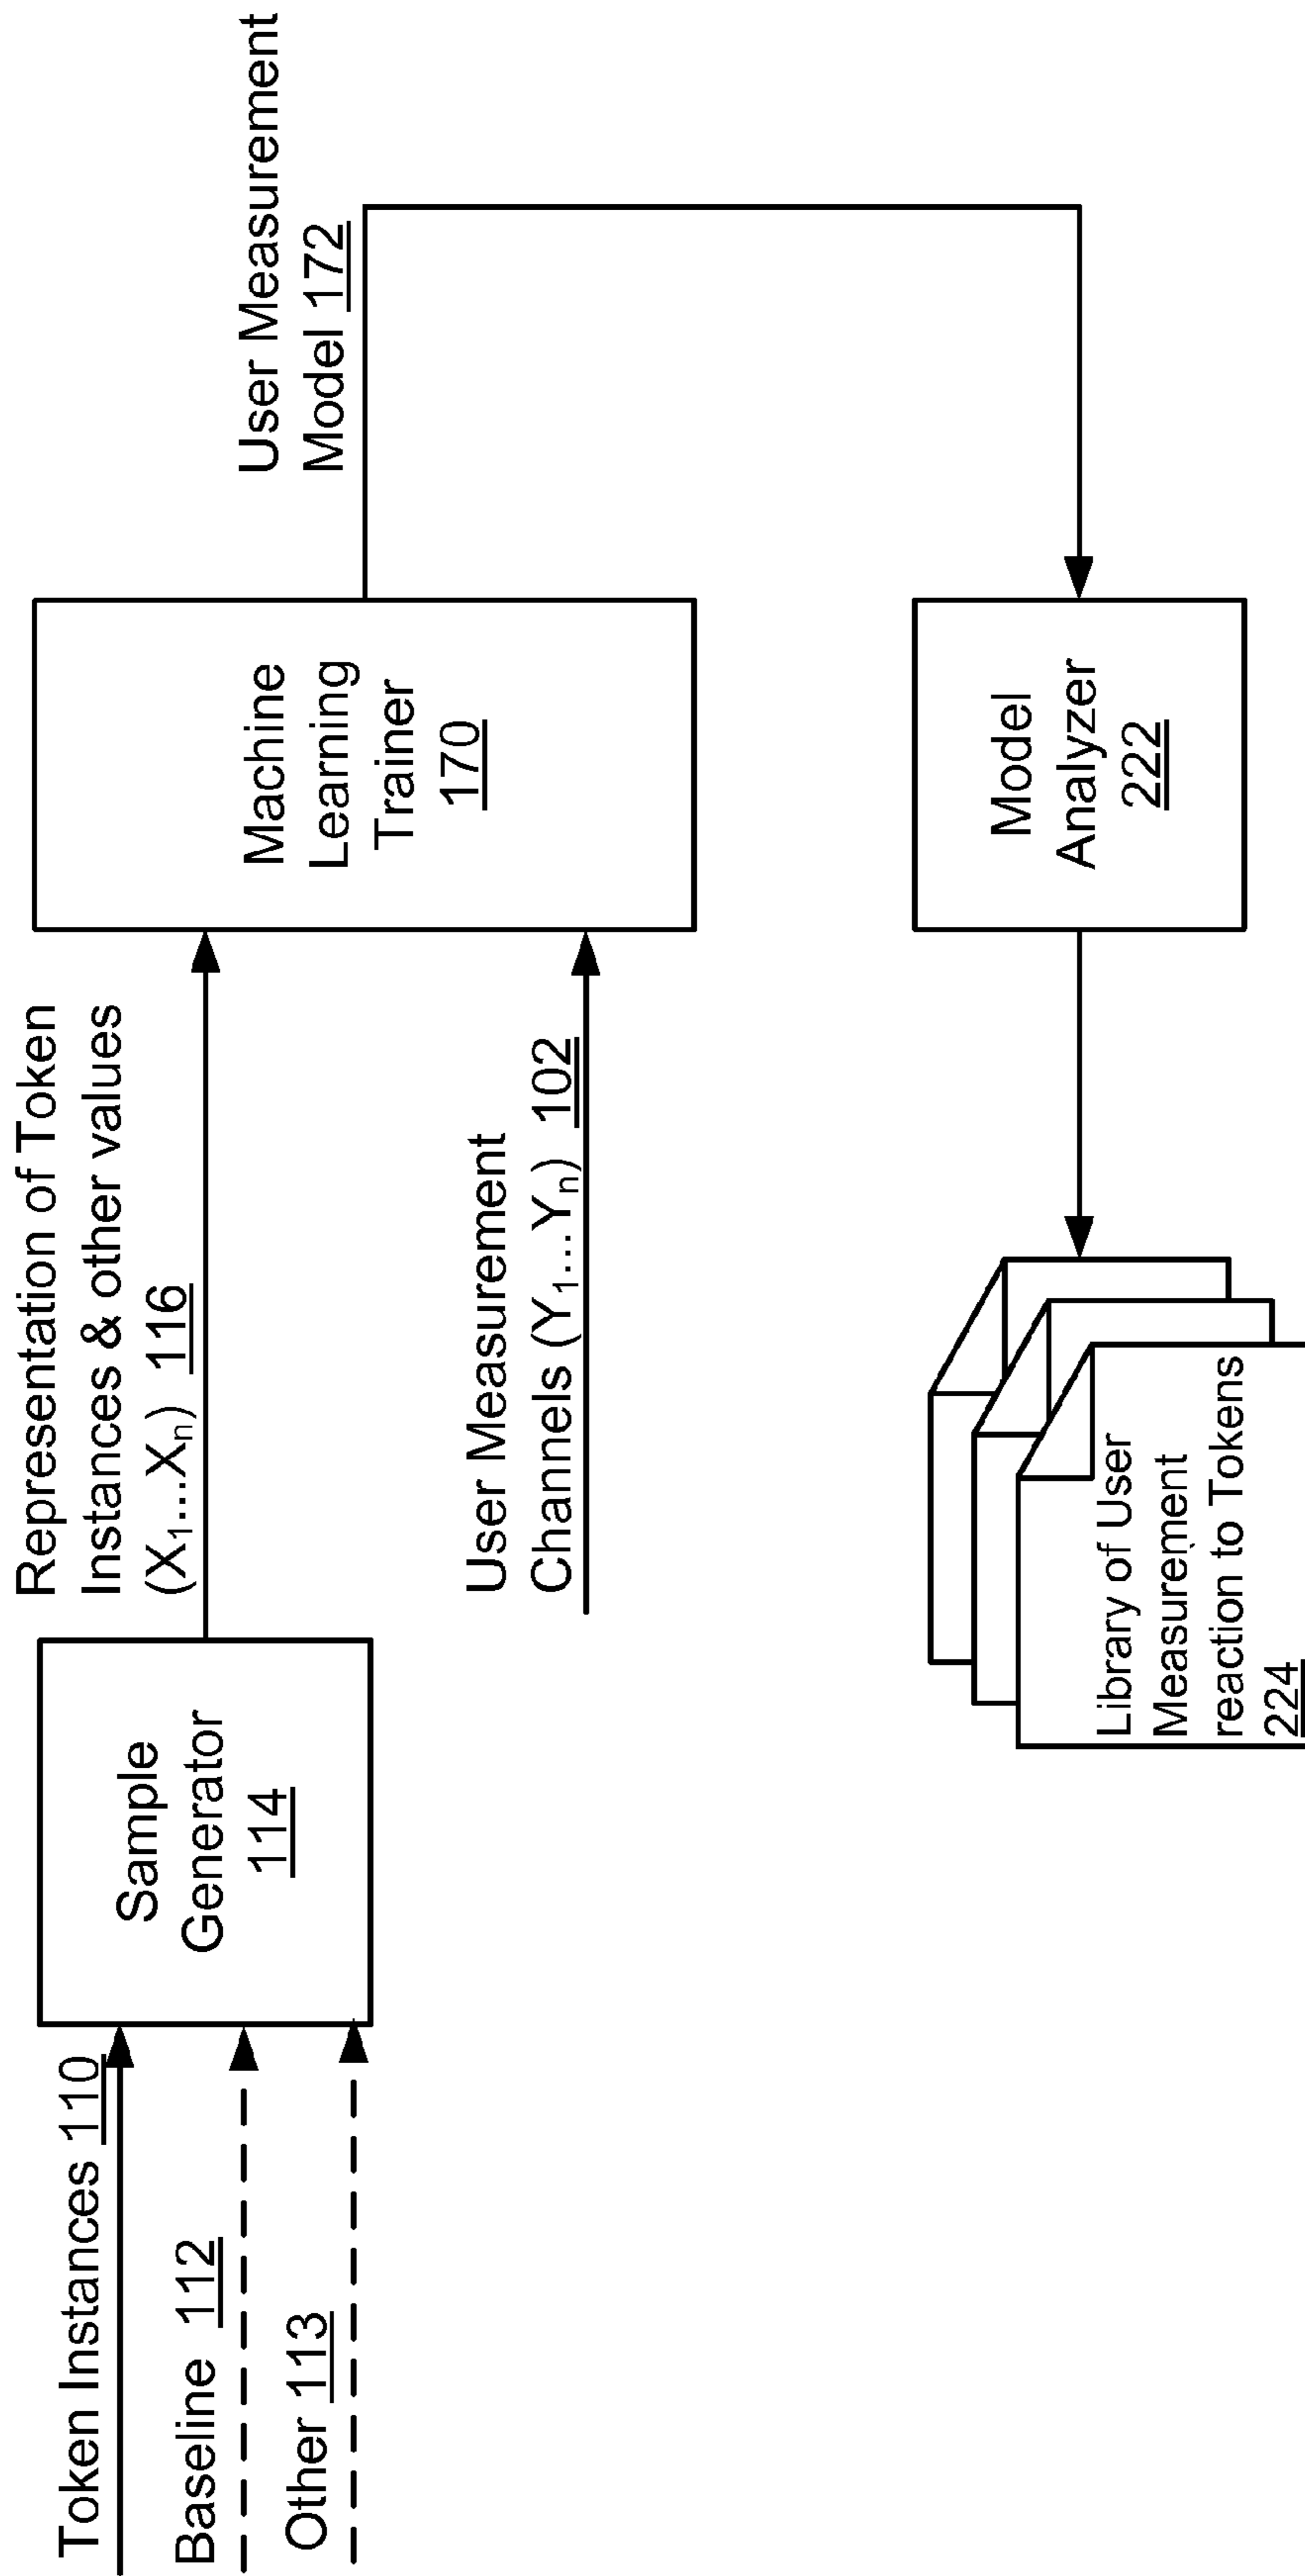 Token Instances 110
Baseline 112
Other 113
Sample
Generator
114
Representation of Token
Instances & other values
(X₁...Xₙ) 116
User Measurement
Channels (Y₁...Yₙ) 102
Machine
Learning
Trainer
170
User Measurement
Model 172
Model
Analyzer
222
Library of User
Measurement
reaction to Tokens
224